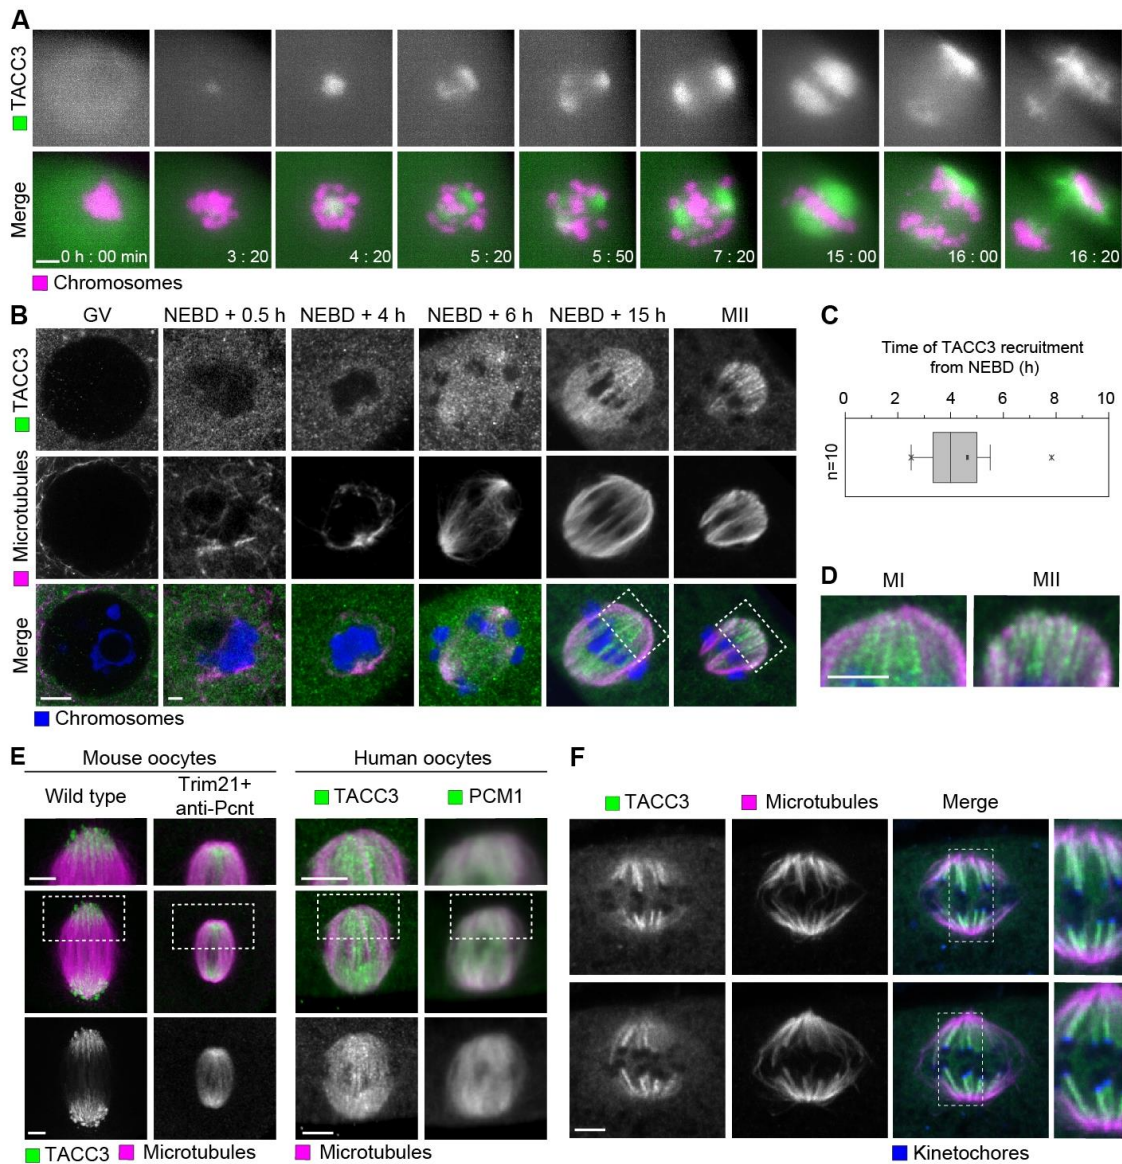 A
TACC3
Merge
0 h : 00 min
3 : 20
4 : 20
5 : 20
5 : 50
7 : 20
15 : 00
16 : 00
16 : 20
Chromosomes
B
GV
NEBD + 0.5 h
NEBD + 4 h
NEBD + 6 h
NEBD + 15 h
MII
TACC3
Microtubules
Merge
Chromosomes
C
Time of TACC3 recruitment
from NEBD (h)
0 2 4 6 8 10
n=10
D
MI
MII
E
Mouse oocytes
Human oocytes
Wild type
Trim21+
anti-Pcnt
TACC3
PCM1
TACC3
Microtubules
Microtubules
F
TACC3
Microtubules
Merge
Kinetochores